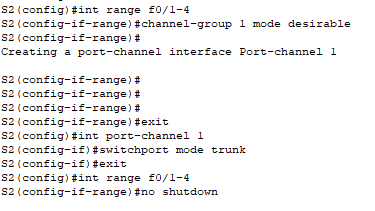 S2(config)#int range f0/1-4
S2(config-if-range)#channel-group 1 mode desirable
S2(config-if-range)#
Creating a port-channel interface Port-channel 1
S2(config-if-range)#
S2(config-if-range)#
S2(config-if-range)#
S2(config-if-range)#exit
S2(config)#int port-channel 1
S2(config-if)#switchport mode trunk
S2(config-if)#exit
S2(config)#int range f0/1-4
S2(config-if-range)#no shutdown